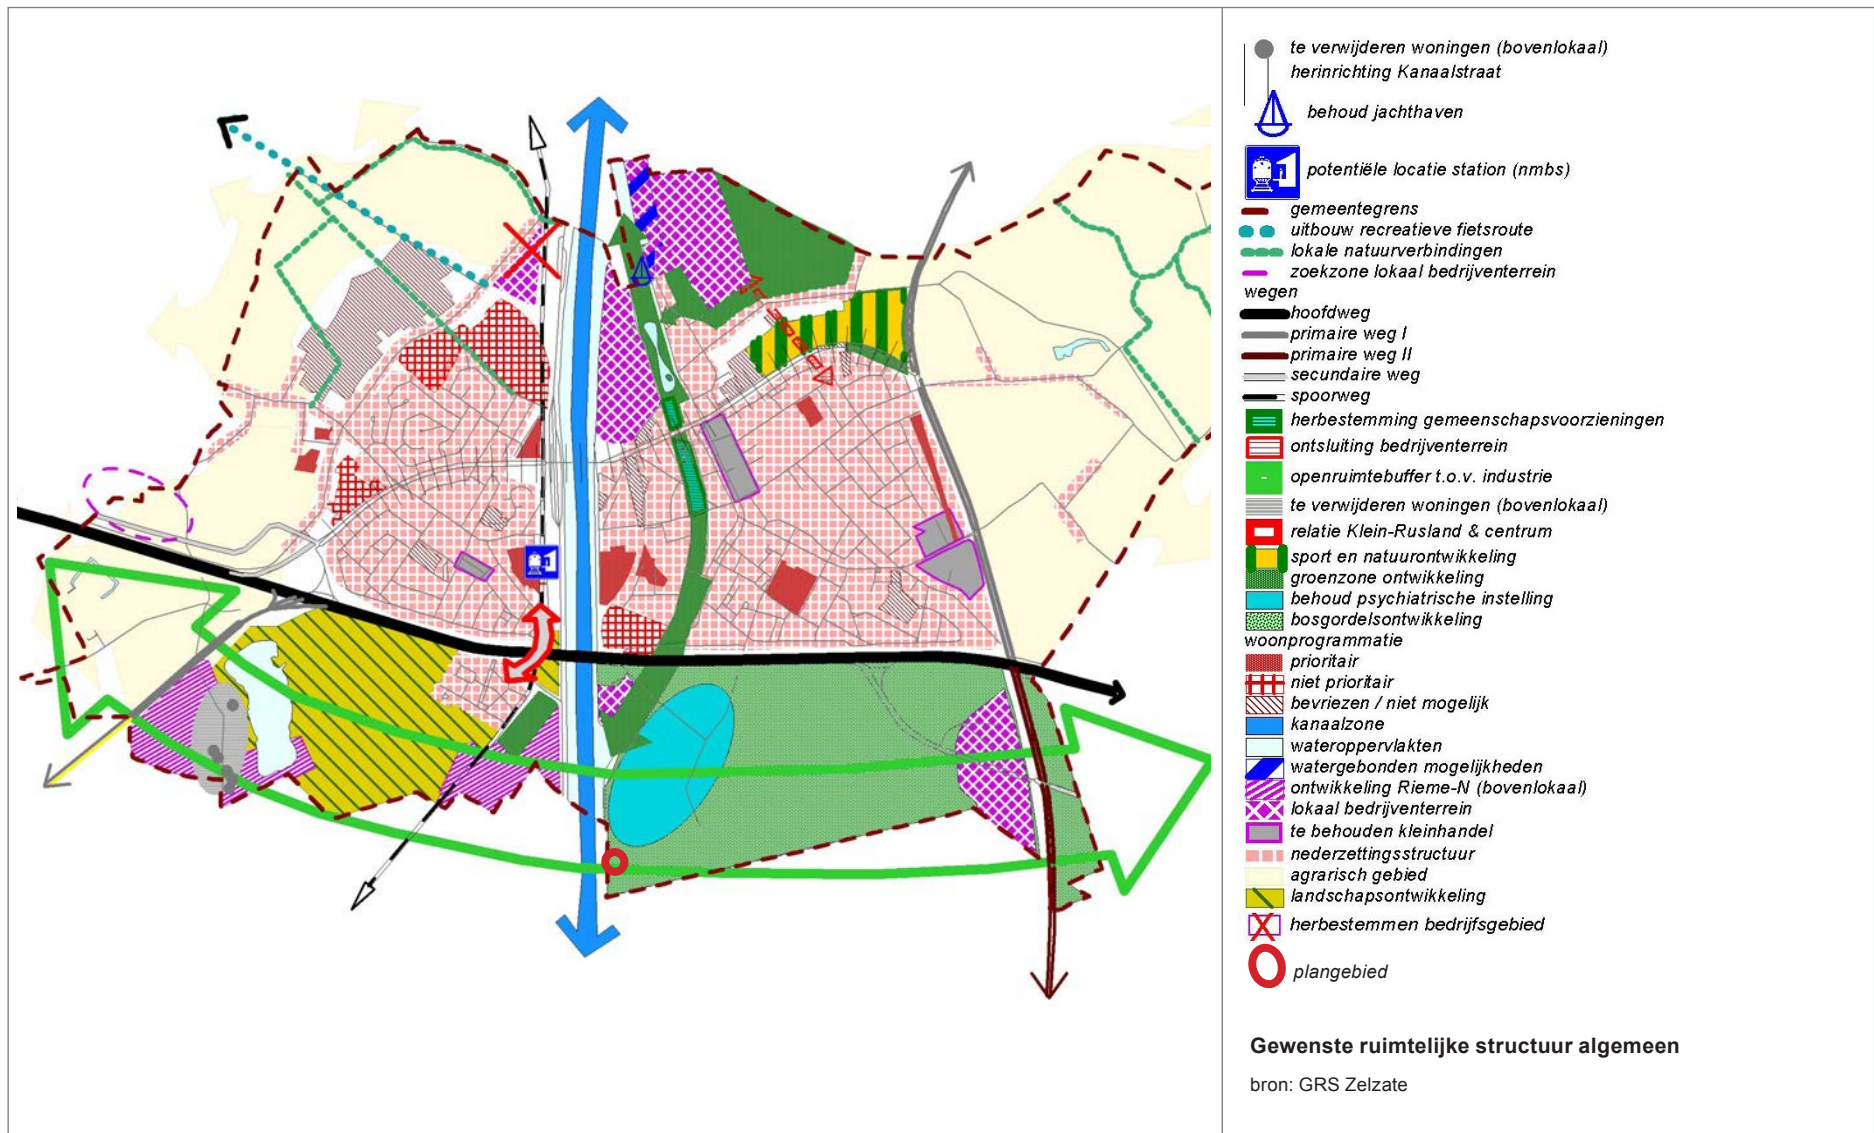 te verwijderen woningen (bovenlokaal)
herinrichting Kanaalstraat
behoud jachthaven
potentiële locatie station (nmbs)
gemeentegrens
uitbouw recreatieve fietsroute
lokale natuurverbindingen
zoekzone lokaal bedrijventerrein
wegen
hoofdweg
primaire weg I
primaire weg II
secundaire weg
spoorweg
herbestemming gemeenschapsvoorzieningen
ontsluiting bedrijventerrein
openruimtebuffer t.o.v. industrie
te verwijderen woningen (bovenlokaal)
relatie Klein-Rusland & centrum
sport en natuurontwikkeling
groenzone ontwikkeling
behoud psychiatrische instelling
bosgordelsontwikkeling
woonprogrammatie
prioritair
niet prioritair
bevriezen / niet mogelijk
kanaalzone
wateroppervlakten
watergebonden mogelijkheden
ontwikkeling Rieme-N (bovenlokaal)
lokaal bedrijventerrein
te behouden kleinhandel
nederzettingsstructuur
agrarisch gebied
landschapsontwikkeling
herbestemmen bedrijfsgebied
plangebied
Gewenste ruimtelijke structuur algemeen
bron: GRS Zelzate